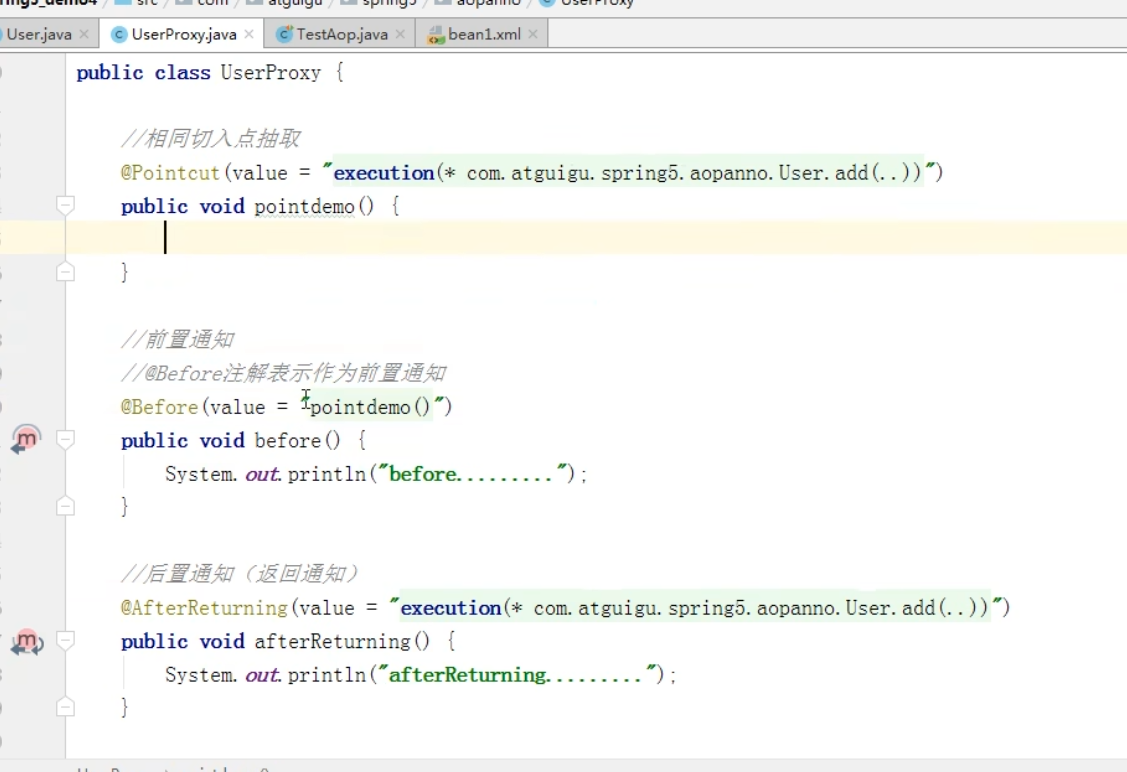 src com atguigu spring5 aopanno UserProxy
User.java UserProxy.java TestAop.java bean1.xml
public class UserProxy {
//相同切入点抽取
@Pointcut(value = "execution(* com.atguigu.spring5.aopanno.User.add(..))")
public void pointdemo() {
}
//前置通知
//@Before注解表示作为前置通知
@Before(value = "pointdemo()")
public void before() {
System.out.println("before.........");
}
//后置通知（返回通知）
@AfterReturning(value = "execution(* com.atguigu.spring5.aopanno.User.add(..))")
public void afterReturning() {
System.out.println("afterReturning.........");
}